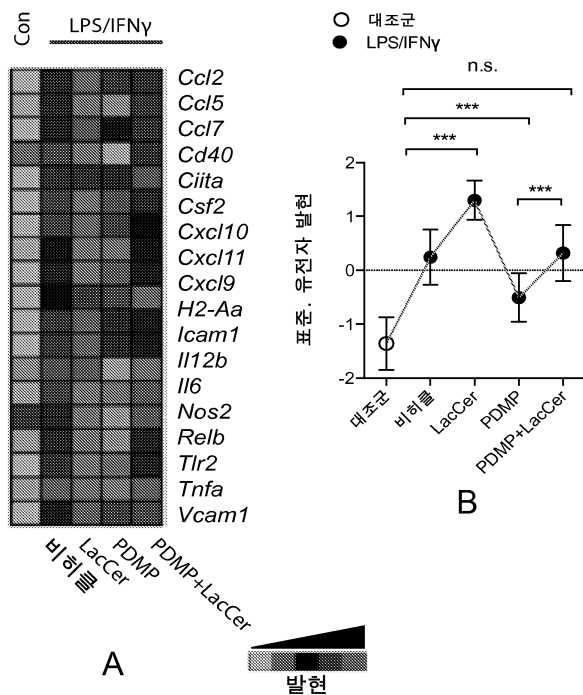 Con
LPS/IFNγ
Ccl2
Ccl5
Ccl7
Cd40
Ciita
Csf2
Cxcl10
Cxcl11
Cxcl9
H2-Aa
Icam1
Il12b
Il6
Nos2
Relb
Tlr2
Tnfa
Vcam1
비히클
LacCer
PDMP
PDMP+LacCer
A
발현
대조군
LPS/IFNγ
n.s.
***
***
***
표준. 유전자 발현
2
1
0
-1
-2
대조군
비히클
LacCer
PDMP
PDMP+LacCer
B